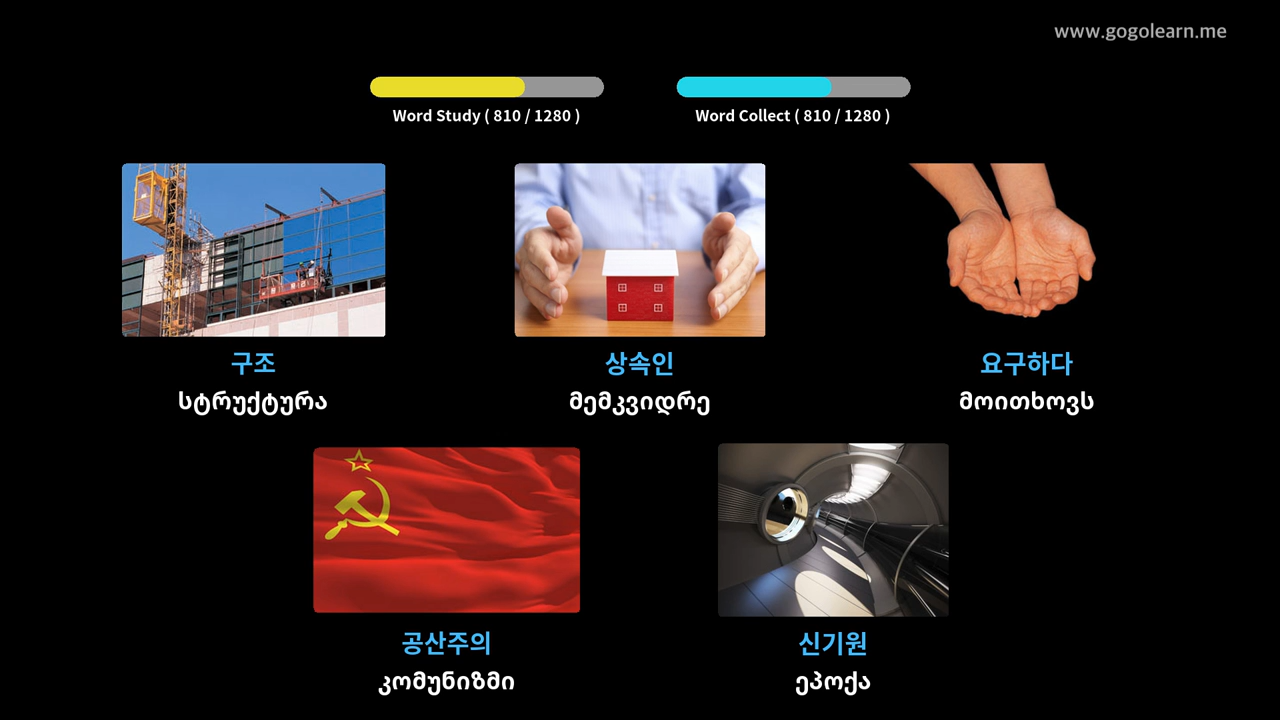 www.gogolearn.me
Word Study ( 810 / 1280 )
Word Collect ( 810 / 1280 )
구조
სტრუქტურა
상속인
მემკვიდრე
요구하다
მოითხოვს
공산주의
კომუნიზმი
신기원
ეპოქა